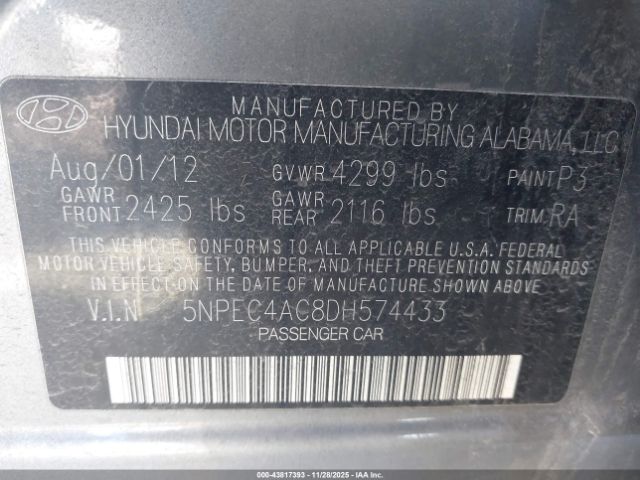 MANUFACTURED BY
HYUNDAI MOTOR MANUFACTURING ALABAMA, LLC
Aug/01/12 GVWR 4299 lbs PAINT P3
GAWR FRONT 2425 lbs GAWR REAR 2116 lbs TRIM RA
THIS VEHICLE CONFORMS TO ALL APPLICABLE U.S.A. FEDERAL
MOTOR VEHICLE SAFETY, BUMPER, AND THEFT PREVENTION STANDARDS
IN EFFECT ON THE DATE OF MANUFACTURE SHOWN ABOVE.
V.I.N 5NPEC4AC8DH574433
PASSENGER CAR
000-43817393 - 11/28/2025 - IAAI.CA